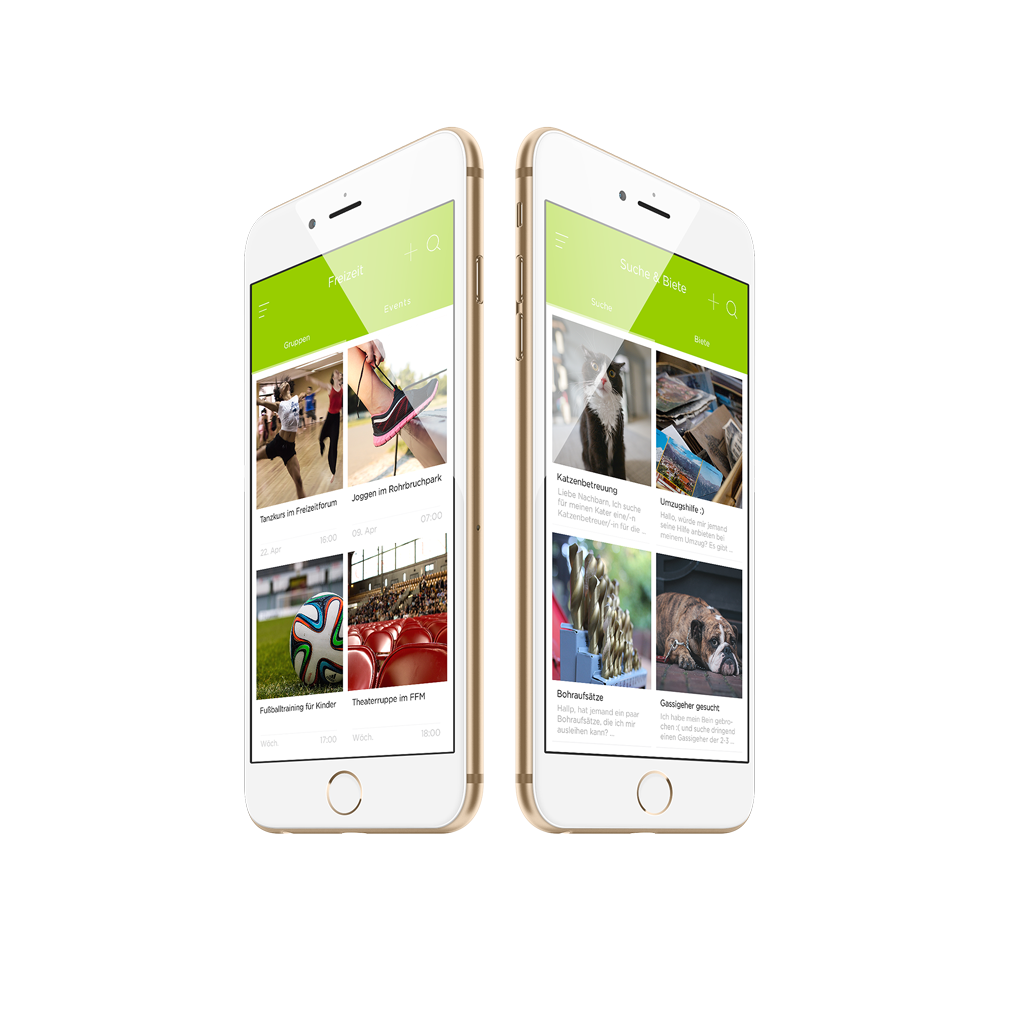 Freizeit
Gruppen
Events
Tanzkurs im Freizeitforum
22. Apr
16:00
Joggen im Rohrbruchpark
09. Apr
07:00
Fußballtraining für Kinder
Wöch.
17:00
Theaterruppe im FFM
Wöch.
18:00
Suche & Biete
Suche
Biete
Katzenbetreuung
Liebe Nachbarn, Ich suche
für meinen Kater eine/-n
Katzenbetreuer/-in für die ...
Umzugshilfe ;)
Hallo, würde mir jemand
seine Hilfe anbieten bei
meinem Umzug? Es gibt ...
Bohraufsätze
Hallp, hat jemand ein paar
Bohraufsätze, die ich mir
ausleihen kann? ...
Gassigeher gesucht
Ich habe mein Bein gebro-
chen :( und suche dringend
einen Gassigeher der 2-3 ...